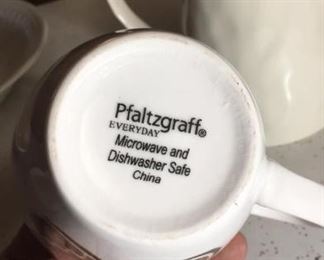 Pfaltzgraff®
EVERYDAY
Microwave and
Dishwasher Safe
China